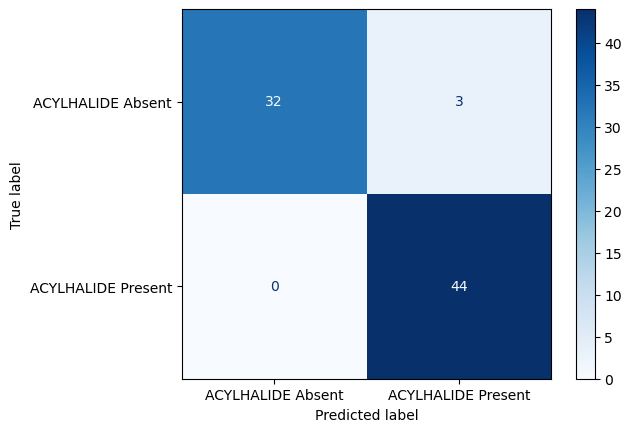 True label
ACYLHALIDE Absent
ACYLHALIDE Present
32
3
0
44
ACYLHALIDE Absent
ACYLHALIDE Present
Predicted label
40
35
30
25
20
15
10
5
0